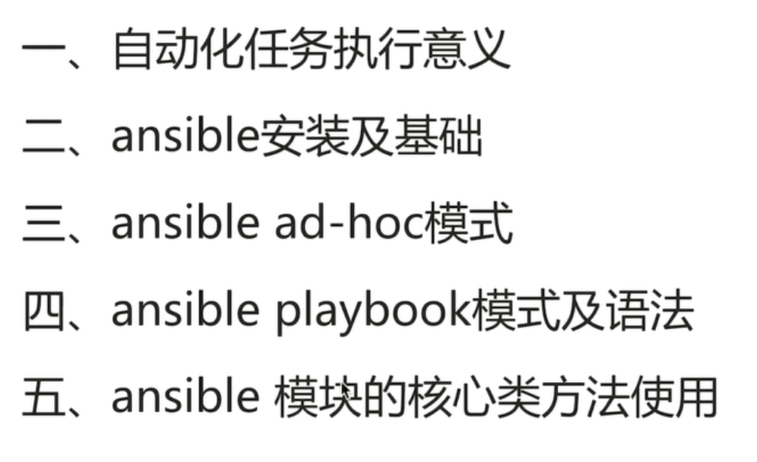 一、自动化任务执行意义
二、ansible安装及基础
三、ansible ad-hoc模式
四、ansible playbook模式及语法
五、ansible 模块的核心类方法使用